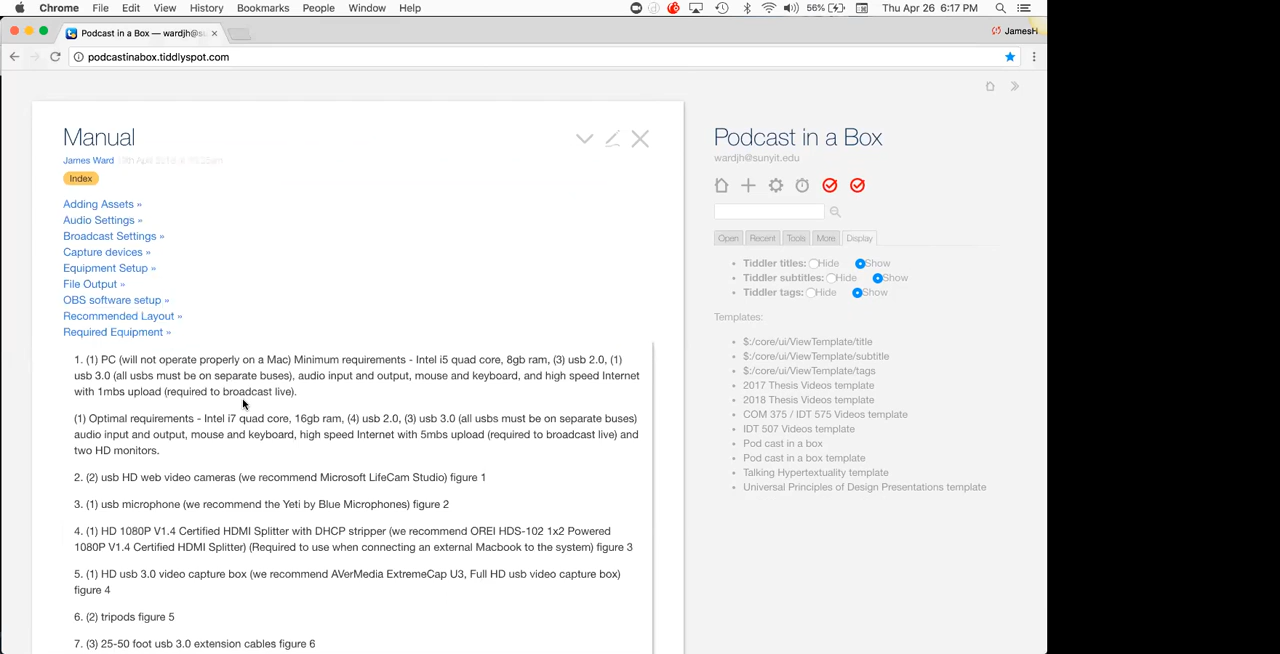 Chrome File Edit View History Bookmarks People Window Help 56% Thu Apr 26 6:17 PM
Podcast in a Box — wardjh@su JamesH
podcastinabox.tiddlyspot.com
Manual
James Ward
Index
Adding Assets »
Audio Settings »
Broadcast Settings »
Capture devices »
Equipment Setup »
File Output »
OBS software setup »
Recommended Layout »
Required Equipment »
1. (1) PC (will not operate properly on a Mac) Minimum requirements - Intel i5 quad core, 8gb ram, (3) usb 2.0, (1)
usb 3.0 (all usbs must be on separate buses), audio input and output, mouse and keyboard, and high speed Internet
with 1mbs upload (required to broadcast live).
(1) Optimal requirements - Intel i7 quad core, 16gb ram, (4) usb 2.0, (3) usb 3.0 (all usbs must be on separate buses)
audio input and output, mouse and keyboard, high speed Internet with 5mbs upload (required to broadcast live) and
two HD monitors.
2. (2) usb HD web video cameras (we recommend Microsoft LifeCam Studio) figure 1
3. (1) usb microphone (we recommend the Yeti by Blue Microphones) figure 2
4. (1) HD 1080P V1.4 Certified HDMI Splitter with DHCP stripper (we recommend OREI HDS-102 1x2 Powered
1080P V1.4 Certified HDMI Splitter) (Required to use when connecting an external Macbook to the system) figure 3
5. (1) HD usb 3.0 video capture box (we recommend AVerMedia ExtremeCap U3, Full HD usb video capture box)
figure 4
6. (2) tripods figure 5
7. (3) 25-50 foot usb 3.0 extension cables figure 6
Podcast in a Box
wardjh@sunyit.edu
Open Recent Tools More Display
Tiddler titles: Hide Show
Tiddler subtitles: Hide Show
Tiddler tags: Hide Show
Templates:
$:/core/ui/ViewTemplate/title
$:/core/ui/ViewTemplate/subtitle
$:/core/ui/ViewTemplate/tags
2017 Thesis Videos template
2018 Thesis Videos template
COM 375 / IDT 575 Videos template
IDT 507 Videos template
Pod cast in a box
Pod cast in a box template
Talking Hypertextuality template
Universal Principles of Design Presentations template